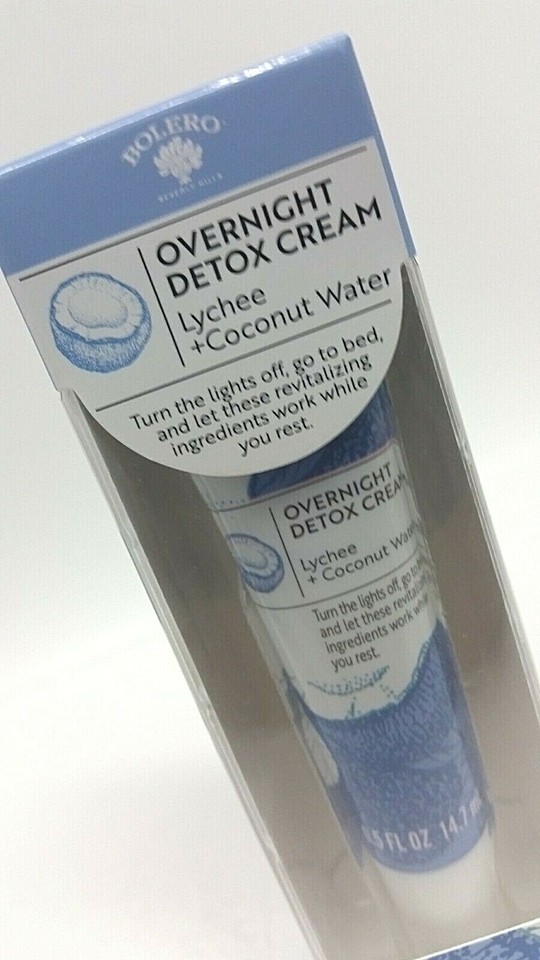 BOLERO
BEVERLY HILLS
OVERNIGHT
DETOX CREAM
Lychee
+Coconut Water
Turn the lights off, go to bed,
and let these revitalizing
ingredients work while
you rest.
OVERNIGHT
DETOX CREAM
Lychee
+ Coconut Water
Turn the lights off, go to
and let these
ingredients work
you rest.
5 FL OZ 14.7